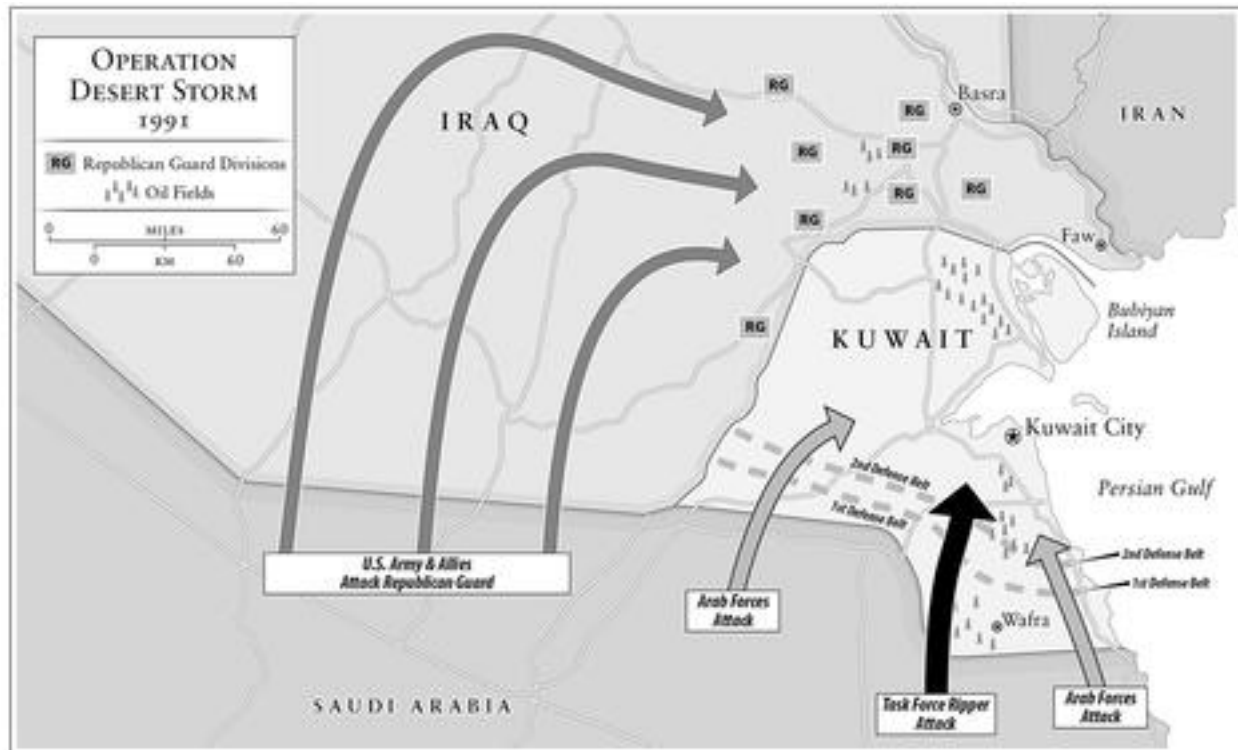 OPERATION
DESERT STORM
1991
RG Republican Guard Divisions
Oil Fields
0 MILES 60
0 KM 60
IRAQ
RG
RG
Basra
IRAN
RG
RG
RG
RG
RG
Faw
RG
KUWAIT
Bubiyan
Island
Kuwait City
2nd Defense Belt
1st Defense Belt
Persian Gulf
2nd Defense Belt
1st Defense Belt
U.S. Army & Allies
Attack Republican Guard
Arab Forces
Attack
Wafra
SAUDI ARABIA
Task Force Ripper
Attack
Arab Forces
Attack